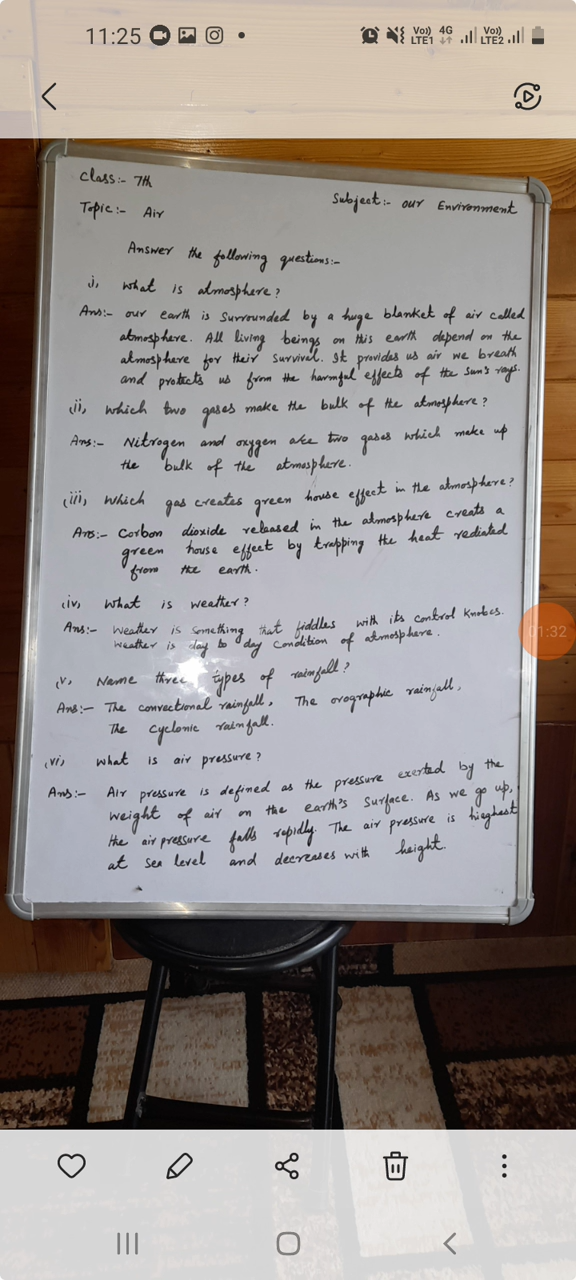 11:25
Vo)) LTE1 4G Vo)) LTE2
Class:- 7th
Subject:- our Environment
Topic:- Air
Answer the following questions:-
i, What is atmosphere?
Ans:- our earth is surrounded by a huge blanket of air called
atmosphere. All living beings on this earth depend on the
atmosphere for their survival. It provides us air we breath
and protects us from the harmful effects of the sun's rays.
(ii, Which two gases make the bulk of the atmosphere?
Ans:- Nitrogen and oxygen are two gases which make up
the bulk of the atmosphere.
(iii, Which gas creates green house effect in the atmosphere?
Ans:- Corbon dioxide released in the atmosphere creats a
green house effect by trapping the heat rediated
from the earth.
(iv, What is weather?
Ans:- Weather is something that fiddles with its control knobes.
Weather is day to day condition of atmosphere.
(v, Name three types of rainfall?
Ans:- The convectional rainfall, The orographic rainfall,
The cyclonic rainfall.
(vi, What is air pressure?
Ans:- Air pressure is defined as the pressure exerted by the
weight of air on the earth's surface. As we go up,
the air pressure falls rapidly. The air pressure is hieghest
at sea level and decreases with height.
01:32